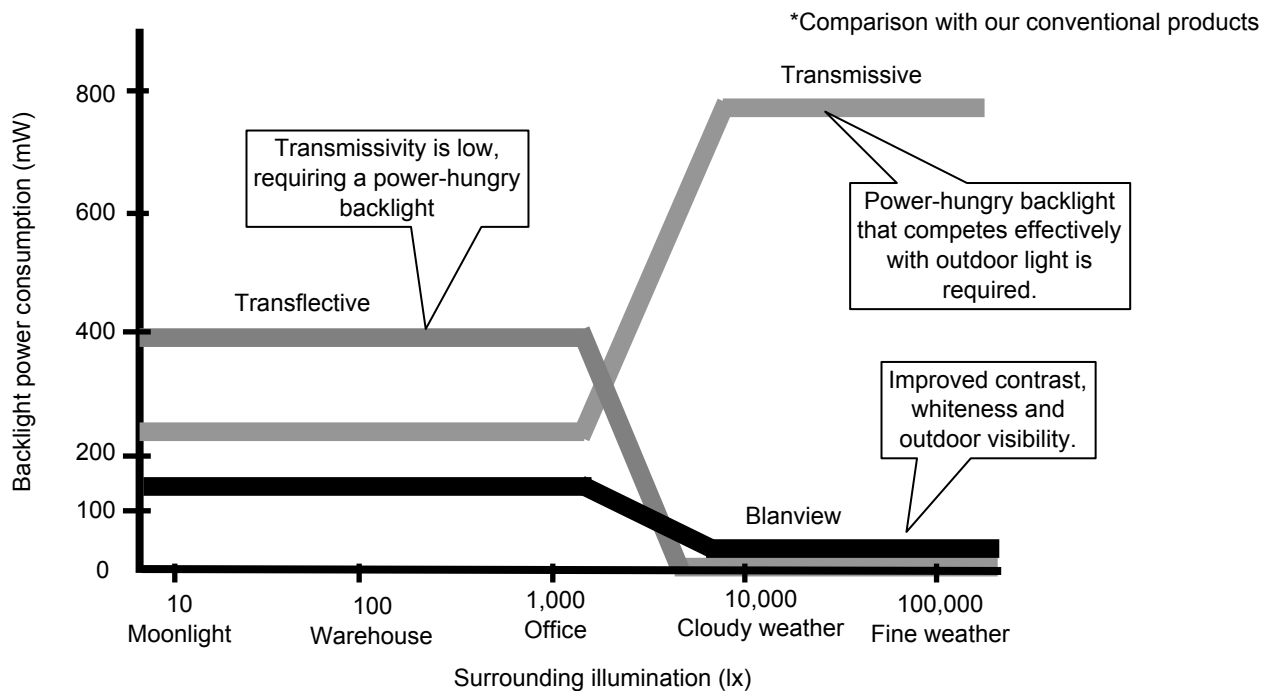 *Comparison with our conventional products
Transmissive
800
Transmissivity is low,
requiring a power-hungry
backlight
Power-hungry backlight
that competes effectively
with outdoor light is
required.
600
Backlight power consumption (mW)
Transflective
400
Improved contrast,
whiteness and
outdoor visibility.
200
100
Blanview
0
10
100
1,000
10,000
100,000
Moonlight
Warehouse
Office
Cloudy weather
Fine weather
Surrounding illumination (lx)